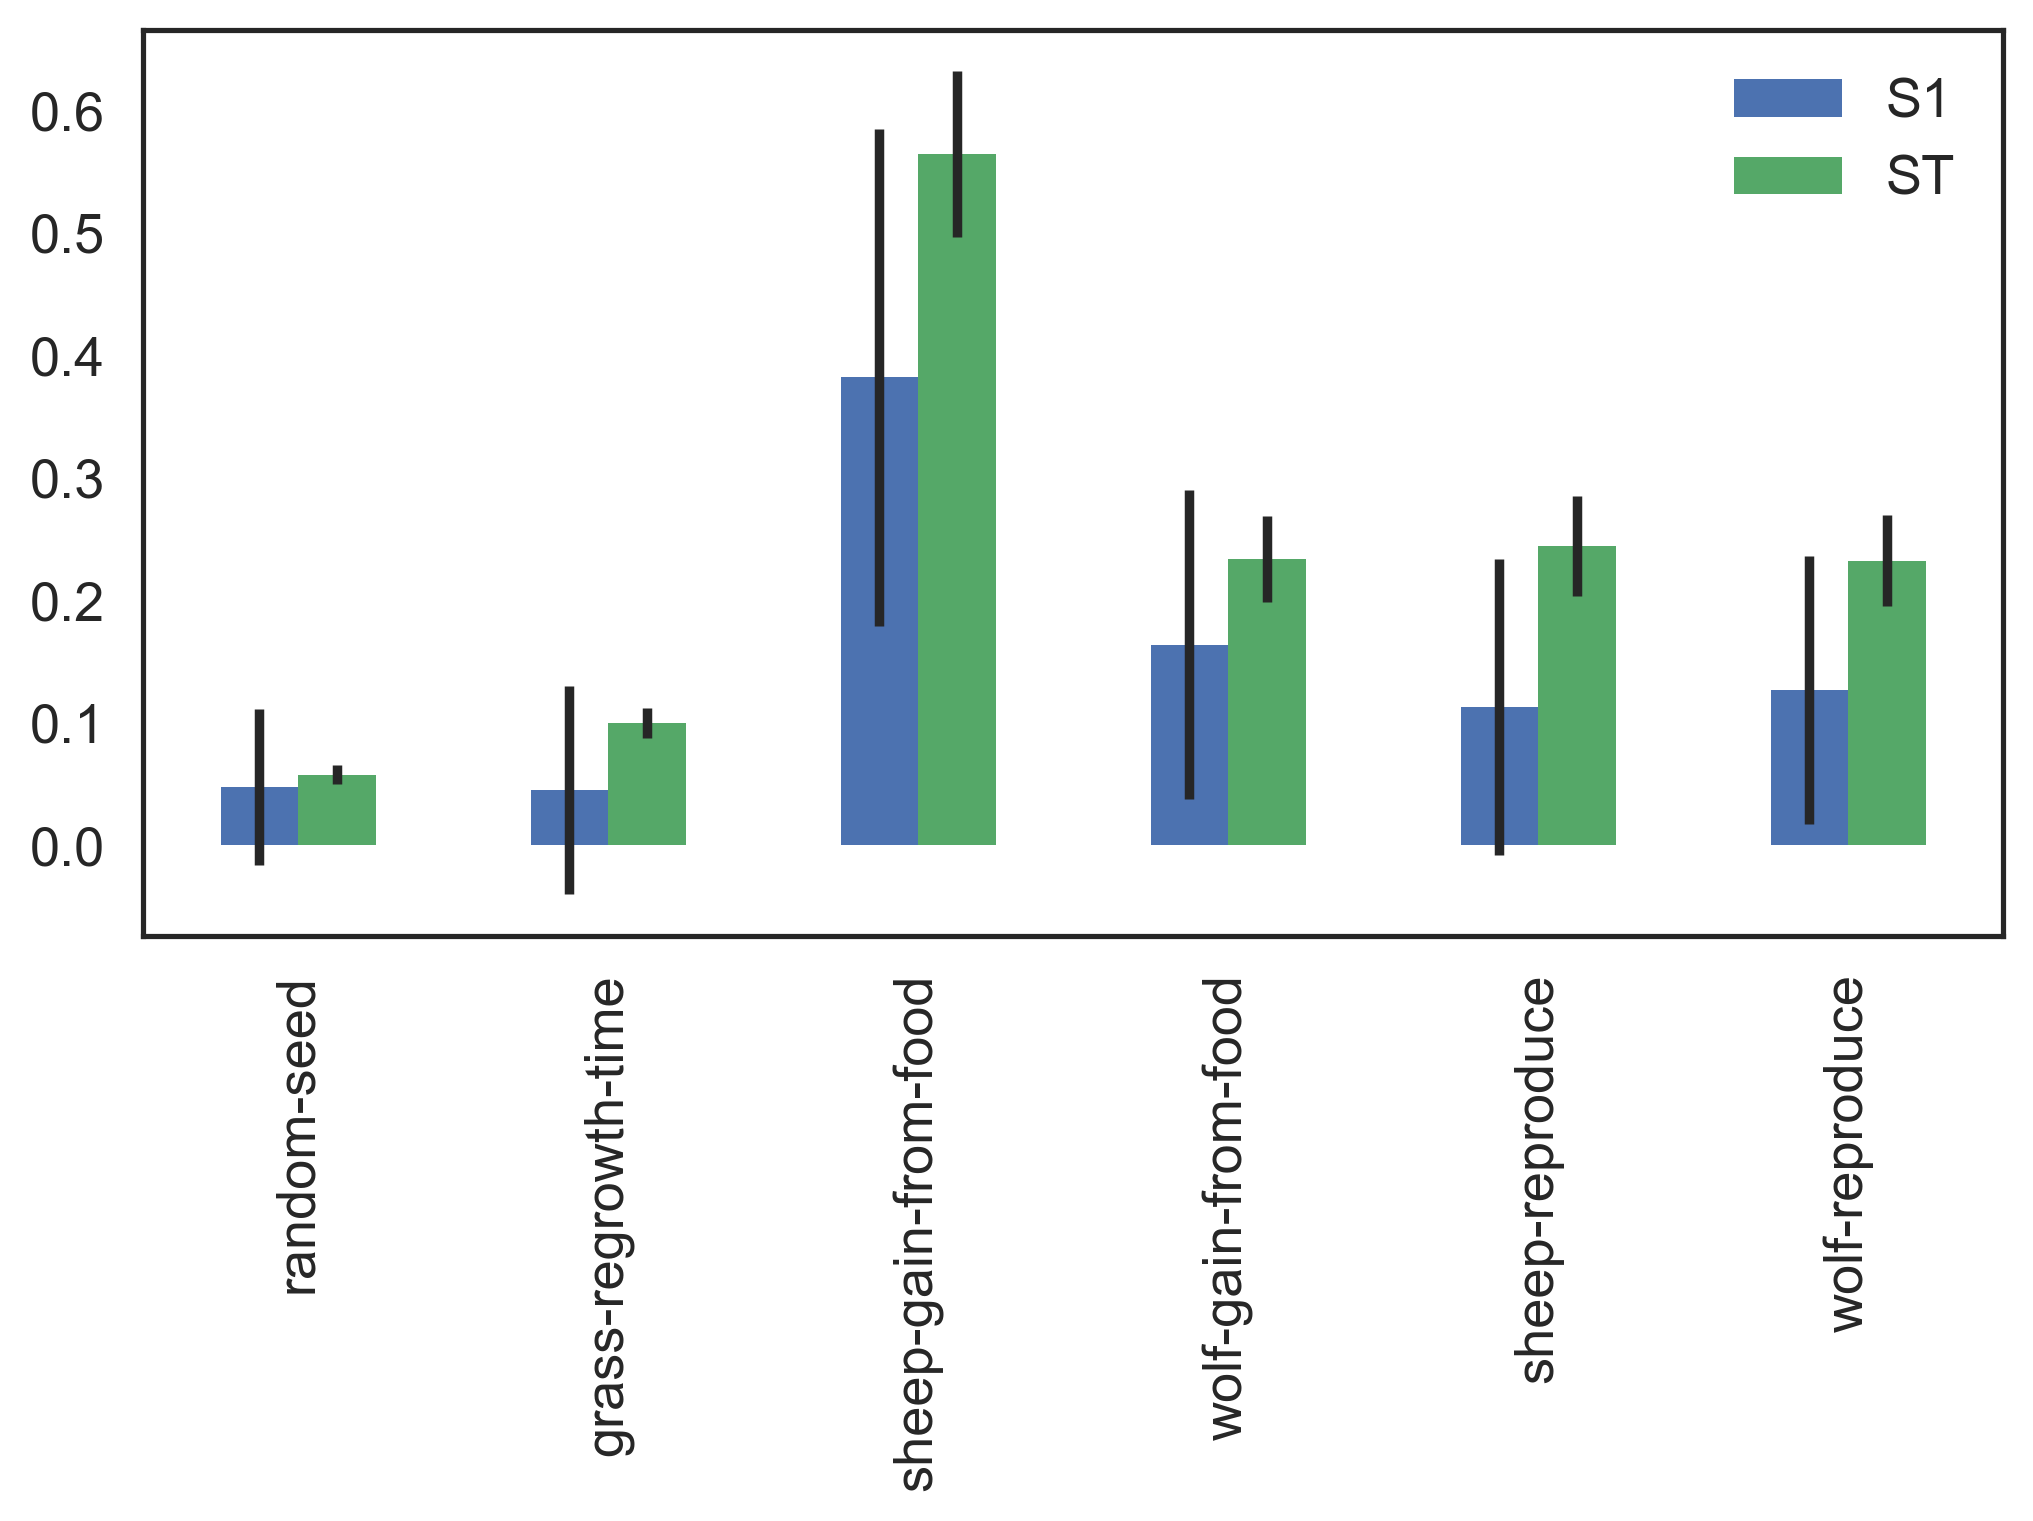 0.6
0.5
0.4
0.3
0.2
0.1
0.0
S1
ST
random-seed
grass-regrowth-time
sheep-gain-from-food
wolf-gain-from-food
sheep-reproduce
wolf-reproduce